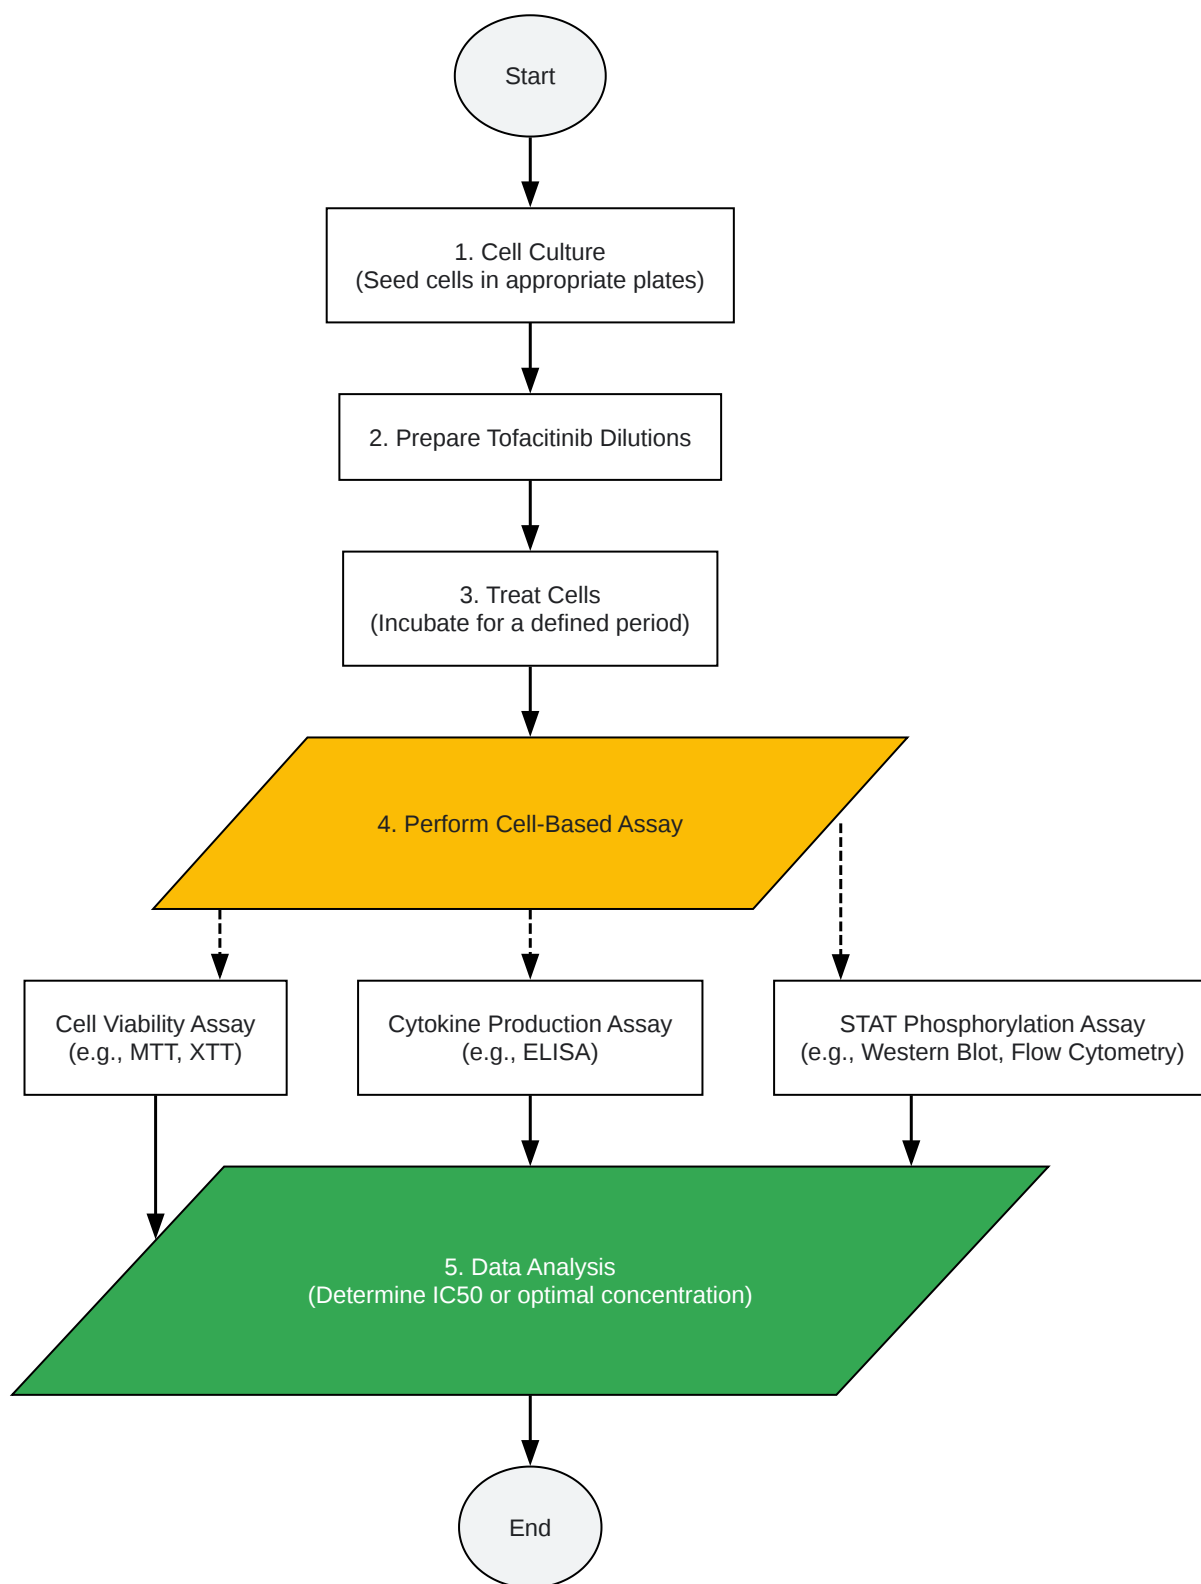 Start
1. Cell Culture
(Seed cells in appropriate plates)
2. Prepare Tofacitinib Dilutions
3. Treat Cells
(Incubate for a defined period)
4. Perform Cell-Based Assay
Cell Viability Assay
(e.g., MTT, XTT)
Cytokine Production Assay
(e.g., ELISA)
STAT Phosphorylation Assay
(e.g., Western Blot, Flow Cytometry)
5. Data Analysis
(Determine IC50 or optimal concentration)
End